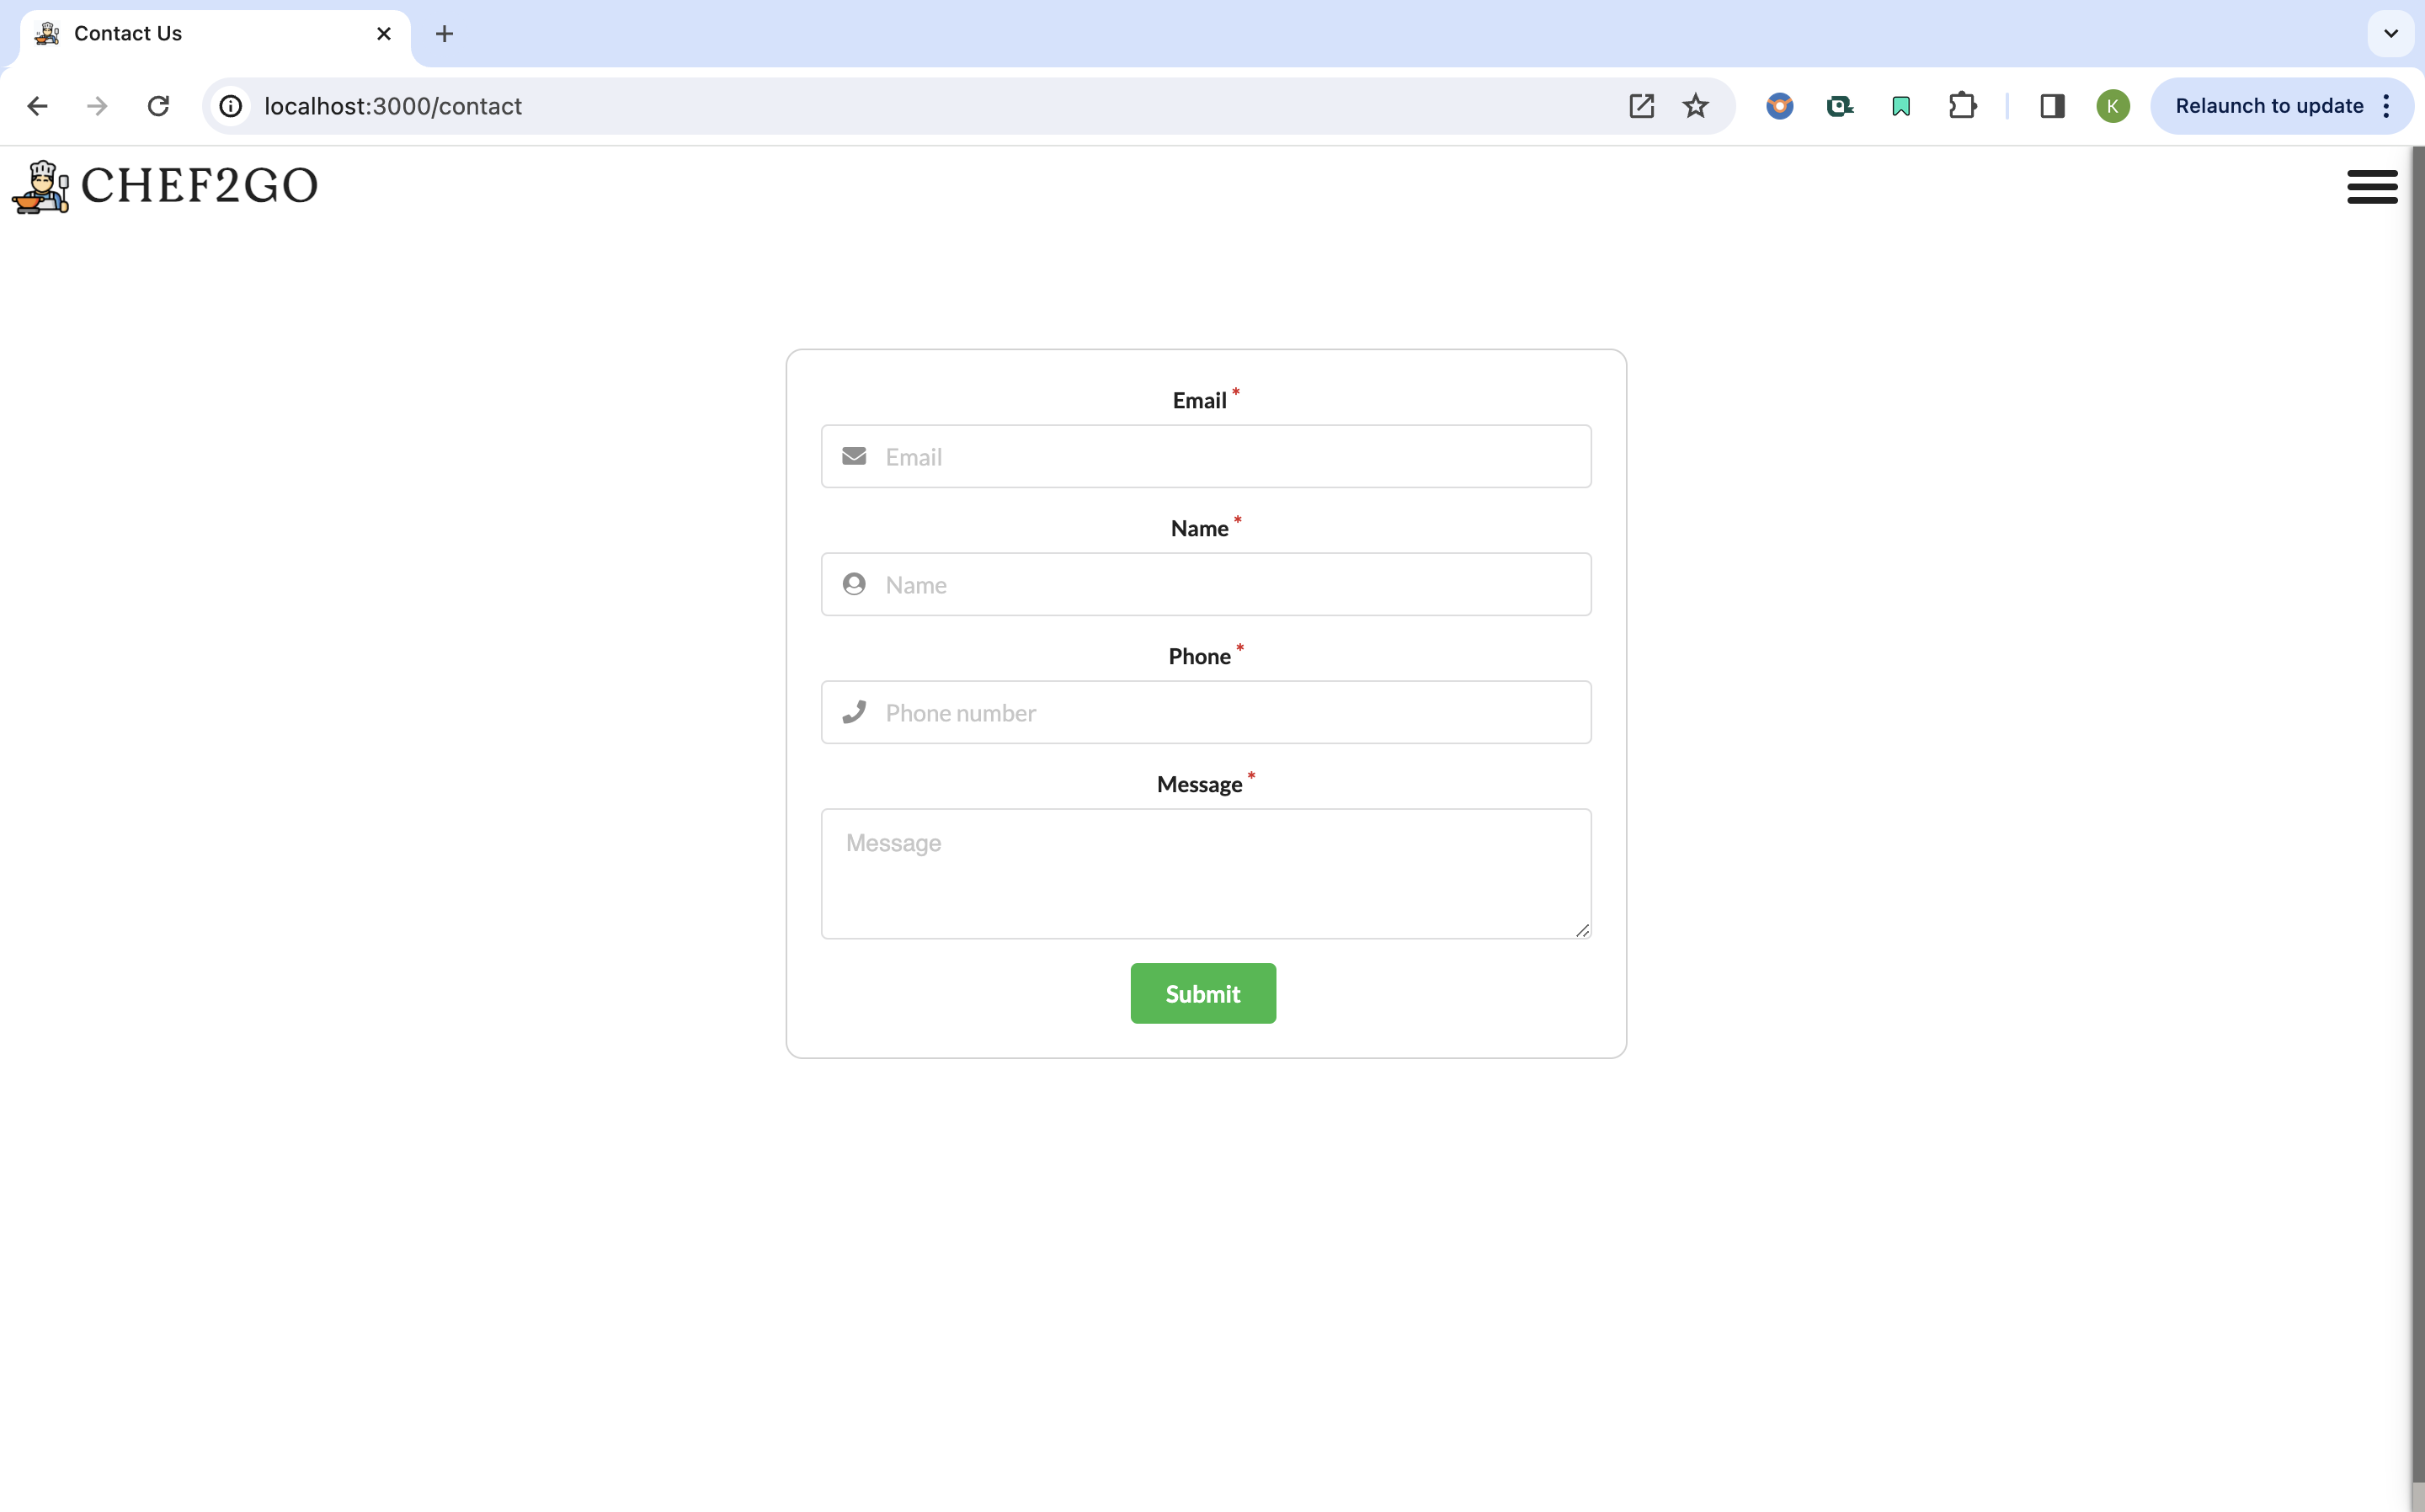 Contact Us
localhost:3000/contact
K
Relaunch to update
CHEF2GO
Email *
Email
Name *
Name
Phone *
Phone number
Message *
Message
Submit